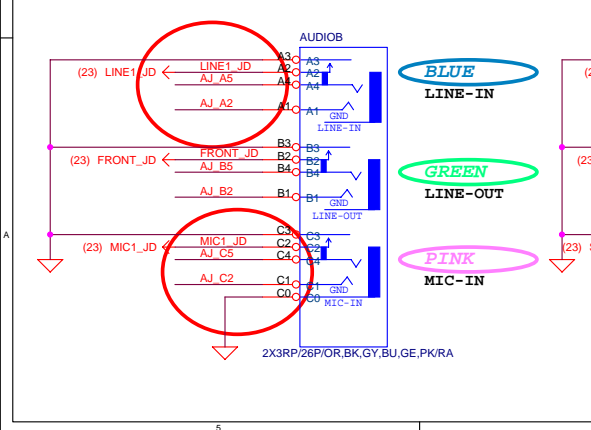 AUDIOB
A3 A3
(23) LINE1_JD LINE1_JD A2 A2
AJ_A5 A4 A4
AJ_A2 A1 A1
GND
LINE-IN
BLUE
LINE-IN
B3 B3
(23) FRONT_JD FRONT_JD B2 B2
AJ_B5 B4 B4
AJ_B2 B1 B1
GND
LINE-OUT
GREEN
LINE-OUT
C3 C3
(23) MIC1_JD MIC1_JD C2 C2
AJ_C5 C4 C4
AJ_C2 C1 C1
GND
C0 C0
MIC-IN
PINK
MIC-IN
2X3RP/26P/OR,BK,GY,BU,GE,PK/RA
A
(23)
5